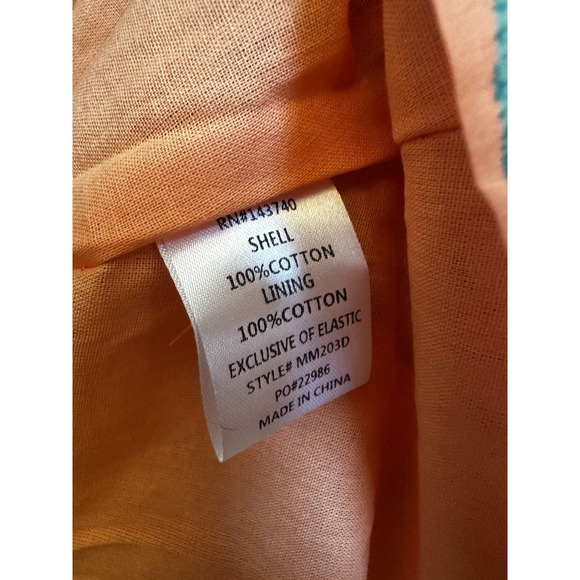 RN#143740
SHELL
100%COTTON
LINING
100%COTTON
EXCLUSIVE OF ELASTIC
STYLE# MM203D
PO#22986
MADE IN CHINA